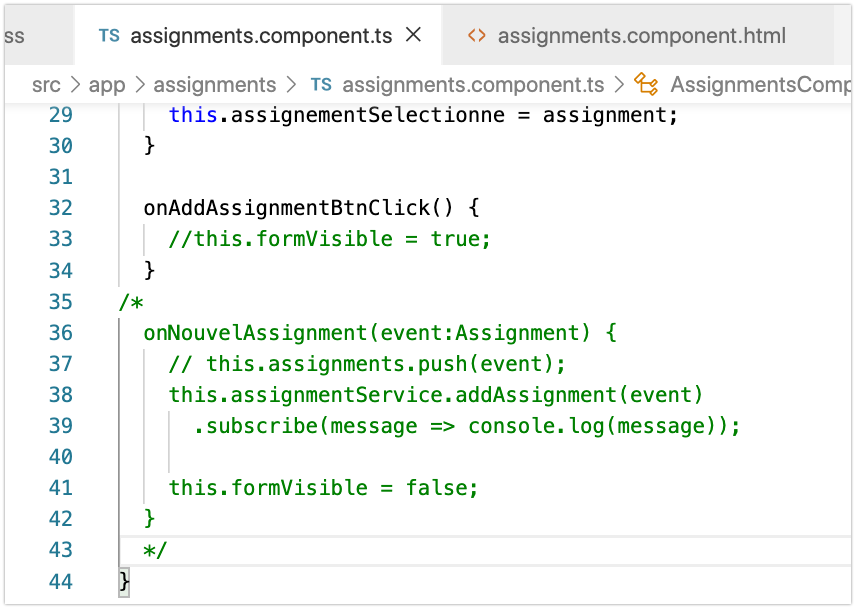 ss TS assignments.component.ts × <> assignments.component.html
src > app > assignments > TS assignments.component.ts > AssignmentsComp
29 this.assignementSelectionne = assignment;
30 }
31
32 onAddAssignmentBtnClick() {
33 //this.formVisible = true;
34 }
35 /*
36 onNouvelAssignment(event:Assignment) {
37 // this.assignments.push(event);
38 this.assignmentService.addAssignment(event)
39 .subscribe(message => console.log(message));
40
41 this.formVisible = false;
42 }
43 */
44 }